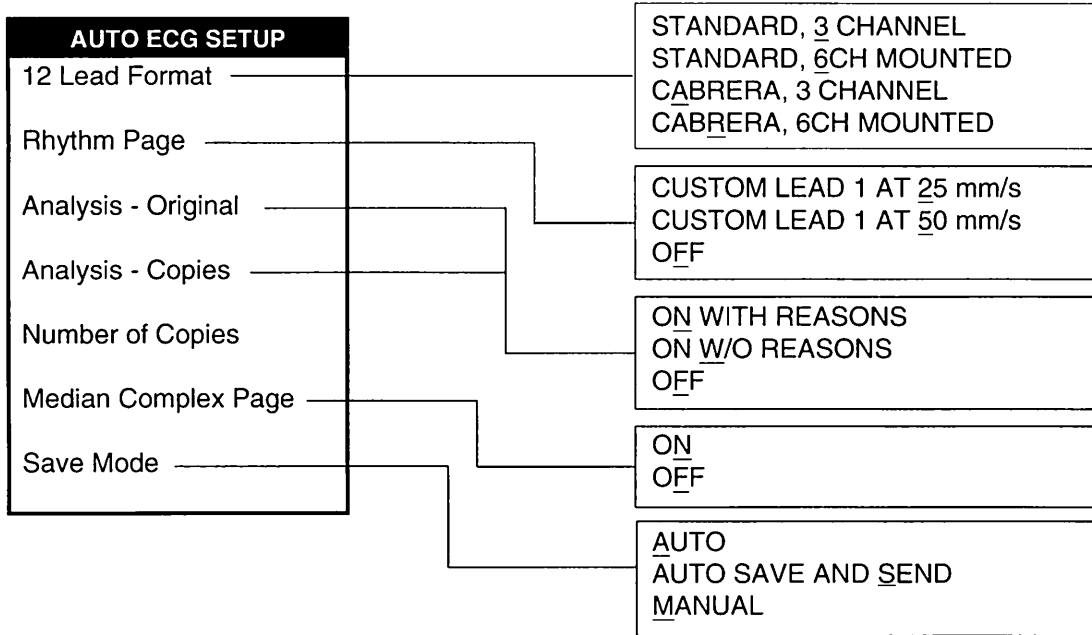 AUTO ECG SETUP
12 Lead Format
Rhythm Page
Analysis - Original
Analysis - Copies
Number of Copies
Median Complex Page
Save Mode
STANDARD, 3 CHANNEL
STANDARD, 6CH MOUNTED
CABRERA, 3 CHANNEL
CABRERA, 6CH MOUNTED
CUSTOM LEAD 1 AT 25 mm/s
CUSTOM LEAD 1 AT 50 mm/s
OFF
ON WITH REASONS
ON W/O REASONS
OFF
ON
OFF
AUTO
AUTO SAVE AND SEND
MANUAL